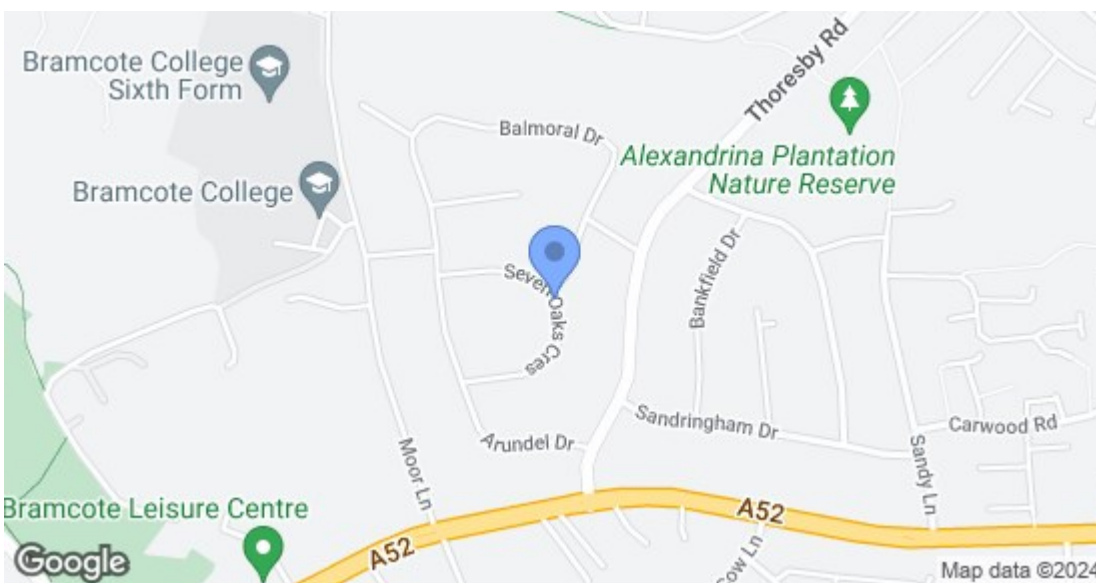 Bramcote College
Sixth Form
Thoresby Rd
Balmoral Dr
Alexandrina Plantation
Nature Reserve
Bramcote College
Bankfield Dr
Seven Oaks Cres
Sandringham Dr
Carwood Rd
Arundel Dr
Moor Ln
Sandy Ln
Bramcote Leisure Centre
A52
A52
Cow Ln
Google
Map data ©2024